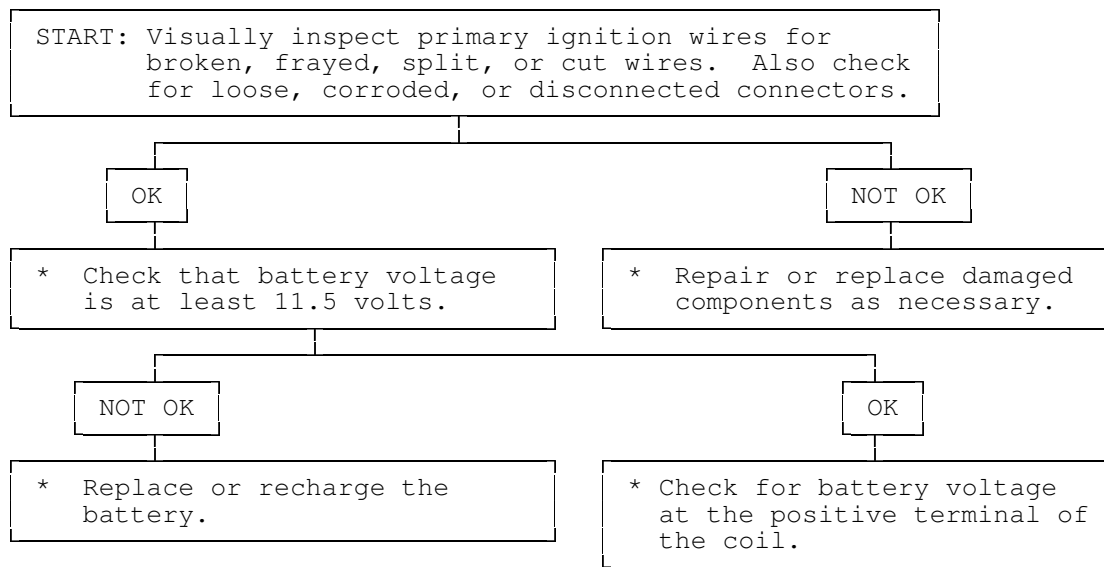 START: Visually inspect primary ignition wires for
broken, frayed, split, or cut wires.  Also check
for loose, corroded, or disconnected connectors.
OK
NOT OK
*  Check that battery voltage
is at least 11.5 volts.
*  Repair or replace damaged
components as necessary.
NOT OK
OK
*  Replace or recharge the
battery.
* Check for battery voltage
at the positive terminal of
the coil.